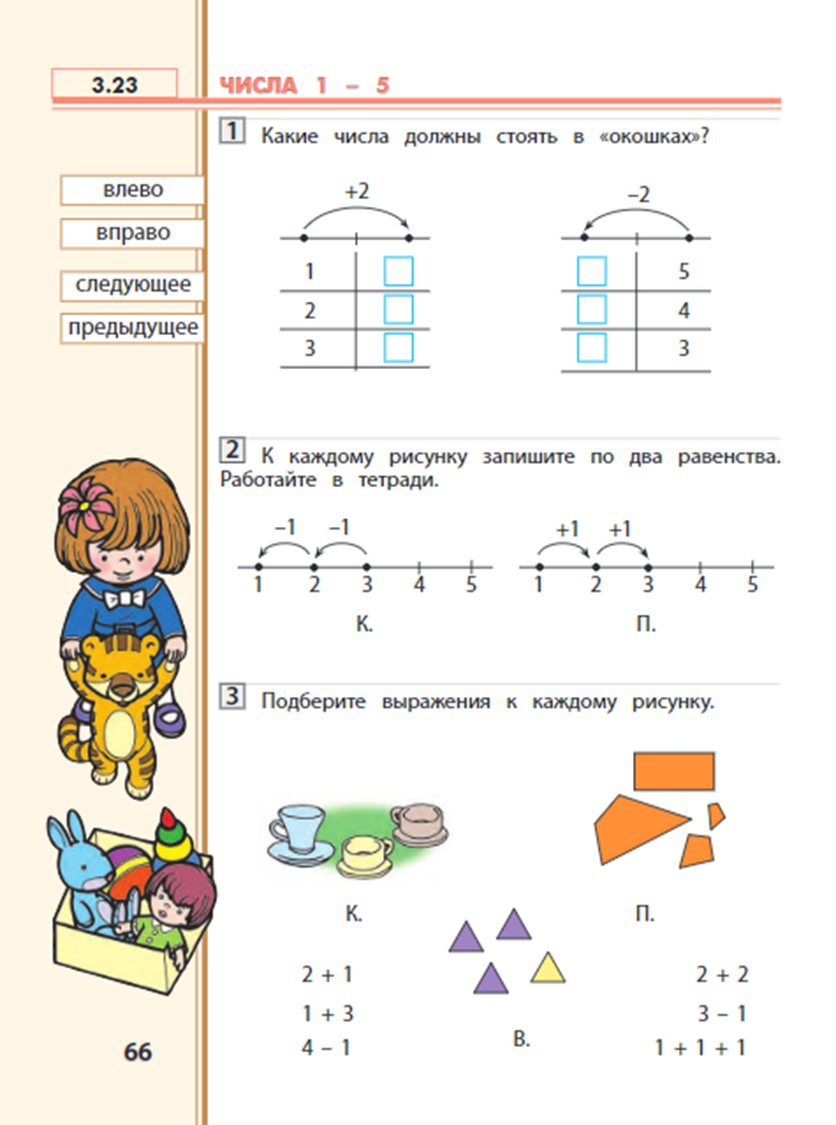 3.23
ЧИСЛА 1 – 5
1 Какие числа должны стоять в «окошках»?
влево
вправо
следующее
предыдущее
+2
–2
1
5
2
4
3
3
2 К каждому рисунку запишите по два равенства.
Работайте в тетради.
–1 –1
+1 +1
1 2 3 4 5
1 2 3 4 5
К.
П.
3 Подберите выражения к каждому рисунку.
К.
П.
В.
2 + 1
1 + 3
4 – 1
2 + 2
3 – 1
1 + 1 + 1
66